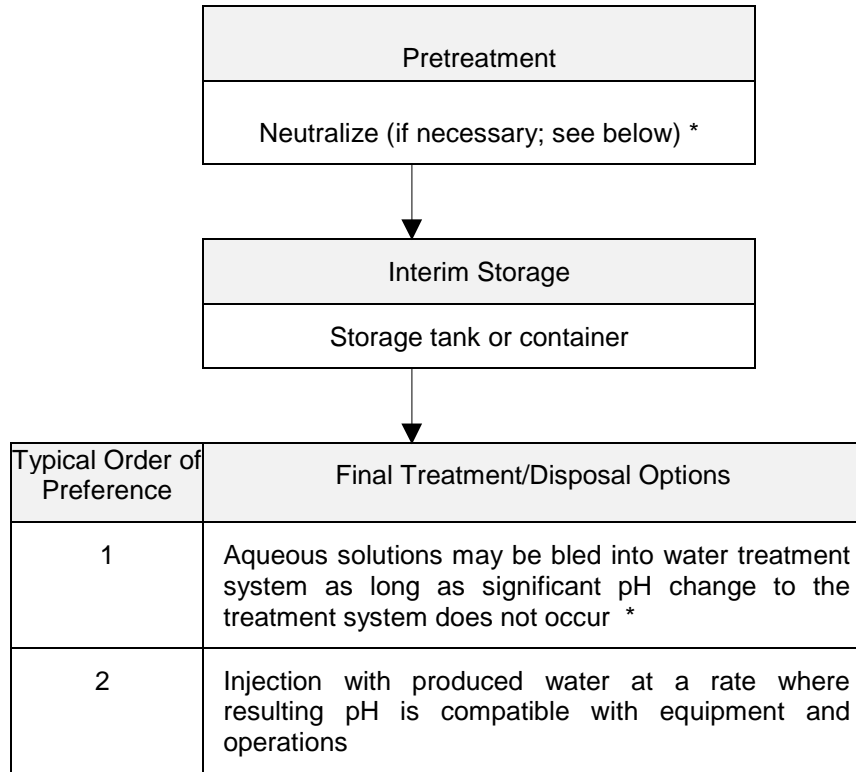 Pretreatment
Neutralize (if necessary; see below) *
Interim Storage
Storage tank or container
Typical Order of
Preference
Final Treatment/Disposal Options
1
Aqueous solutions may be bled into water treatment
system as long as significant pH change to the
treatment system does not occur *
2
Injection with produced water at a rate where
resulting pH is compatible with equipment and
operations